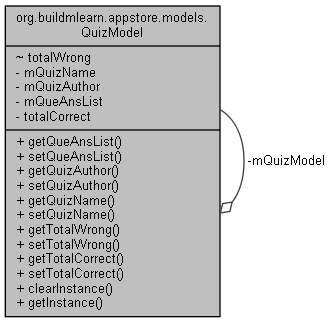 org.buildmlearn.appstore.models.
QuizModel
~ totalWrong
- mQuizName
- mQuizAuthor
- mQueAnsList
- totalCorrect
+ getQueAnsList()
+ setQueAnsList()
+ getQuizAuthor()
+ setQuizAuthor()
+ getQuizName()
+ setQuizName()
+ getTotalWrong()
+ setTotalWrong()
+ getTotalCorrect()
+ setTotalCorrect()
+ clearInstance()
+ getInstance()
-mQuizModel